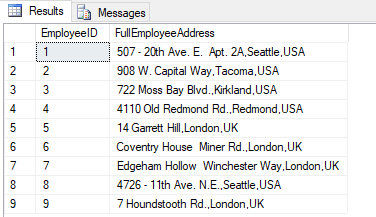 Results Messages
EmployeeID FullEmployeeAddress
1 1 507 - 20th Ave. E. Apt. 2A,Seattle,USA
2 2 908 W. Capital Way,Tacoma,USA
3 3 722 Moss Bay Blvd.,Kirkland,USA
4 4 4110 Old Redmond Rd.,Redmond,USA
5 5 14 Garrett Hill,London,UK
6 6 Coventry House Miner Rd.,London,UK
7 7 Edgeham Hollow Winchester Way,London,UK
8 8 4726 - 11th Ave. N.E.,Seattle,USA
9 9 7 Houndstooth Rd.,London,UK